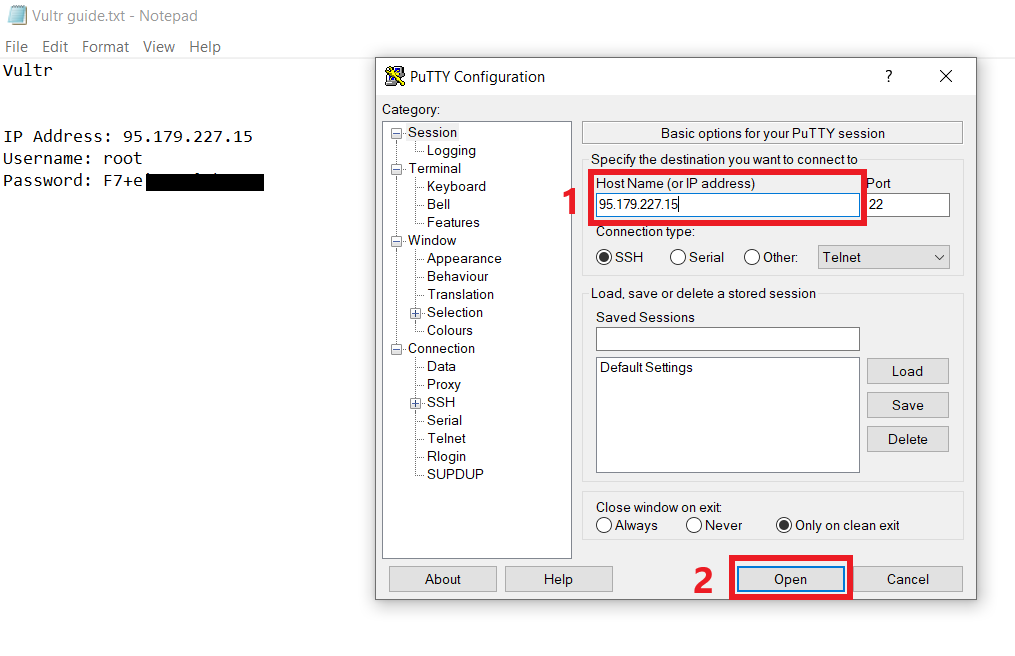 Vultr guide.txt - Notepad
File Edit Format View Help
Vultr
IP Address: 95.179.227.15
Username: root
Password: F7+e
PuTTY Configuration
?
Category:
Session
Logging
Terminal
Keyboard
Bell
Features
Window
Appearance
Behaviour
Translation
Selection
Colours
Connection
Data
Proxy
SSH
Serial
Telnet
Rlogin
SUPDUP
Basic options for your PuTTY session
Specify the destination you want to connect to
1
Host Name (or IP address) Port
95.179.227.15 22
Connection type:
SSH Serial Other: Telnet
Load, save or delete a stored session
Saved Sessions
Default Settings
Load
Save
Delete
Close window on exit:
Always Never Only on clean exit
About Help 2 Open Cancel